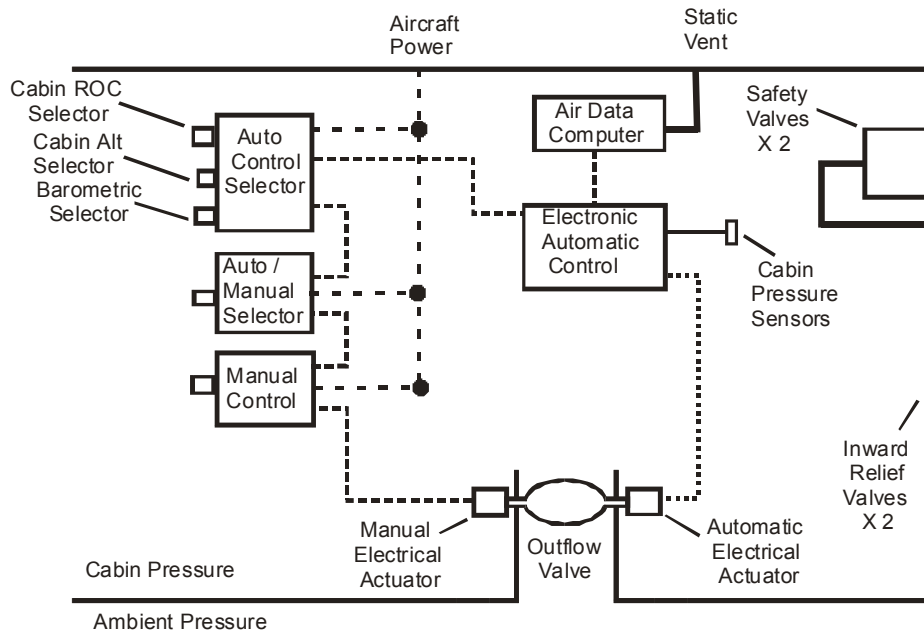 Aircraft
Power
Static
Vent
Cabin ROC
Selector
Cabin Alt
Selector
Barometric
Selector
Auto
Control
Selector
Air Data
Computer
Safety
Valves
X 2
Electronic
Automatic
Control
Auto /
Manual
Selector
Cabin
Pressure
Sensors
Manual
Control
Inward
Relief
Valves
X 2
Manual
Electrical
Actuator
Outflow
Valve
Automatic
Electrical
Actuator
Cabin Pressure
Ambient Pressure